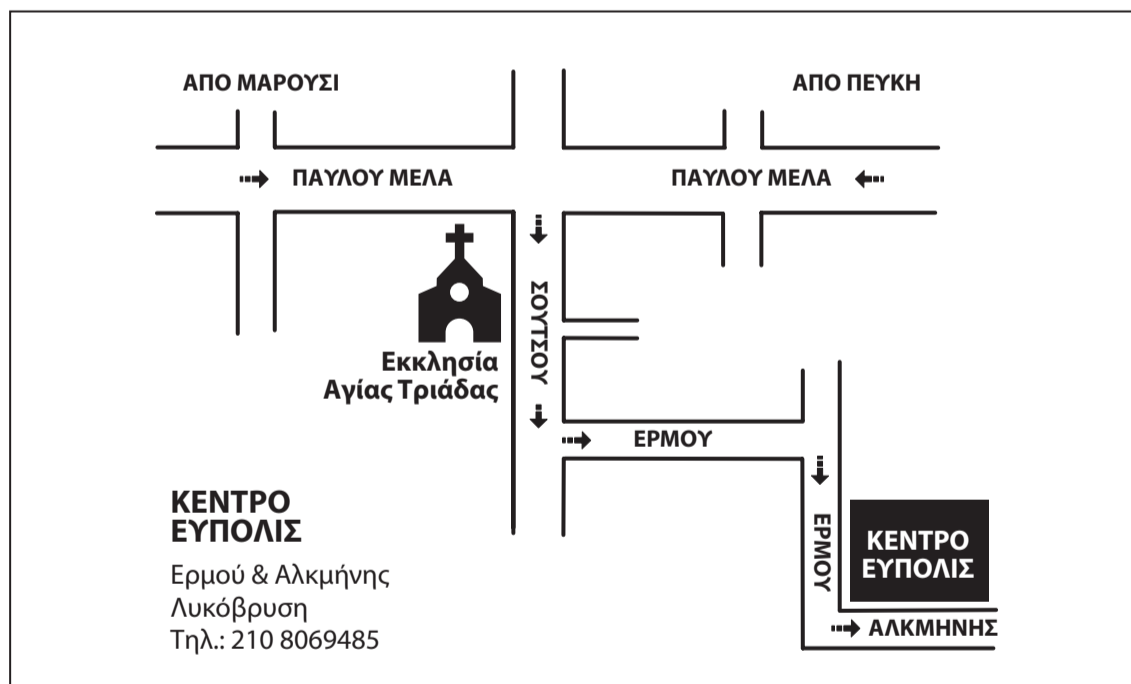 ΑΠΟ ΜΑΡΟΥΣΙ
ΑΠΟ ΠΕΥΚΗ
ΠΑΥΛΟΥ ΜΕΛΑ
ΠΑΥΛΟΥ ΜΕΛΑ
ΣΟΥΤΣΟΥ
Εκκλησία
Αγίας Τριάδας
ΕΡΜΟΥ
ΕΡΜΟΥ
ΚΕΝΤΡΟ
ΕΥΠΟΛΙΣ
ΑΛΚΜΗΝΗΣ
ΚΕΝΤΡΟ
ΕΥΠΟΛΙΣ
Ερμού & Αλκμήνης
Λυκόβρυση
Τηλ.: 210 8069485